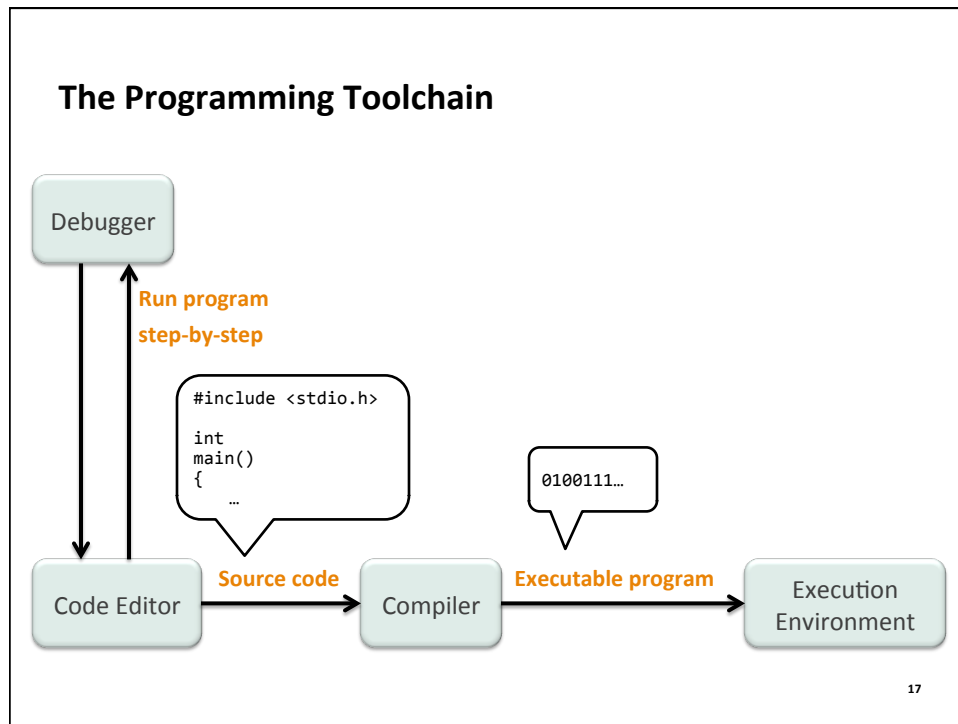 The Programming Toolchain
Debugger
Run program
step-by-step
#include <stdio.h>
int
main()
{
…
0100111…
Code Editor
Source code
Compiler
Executable program
Execution
Environment
17